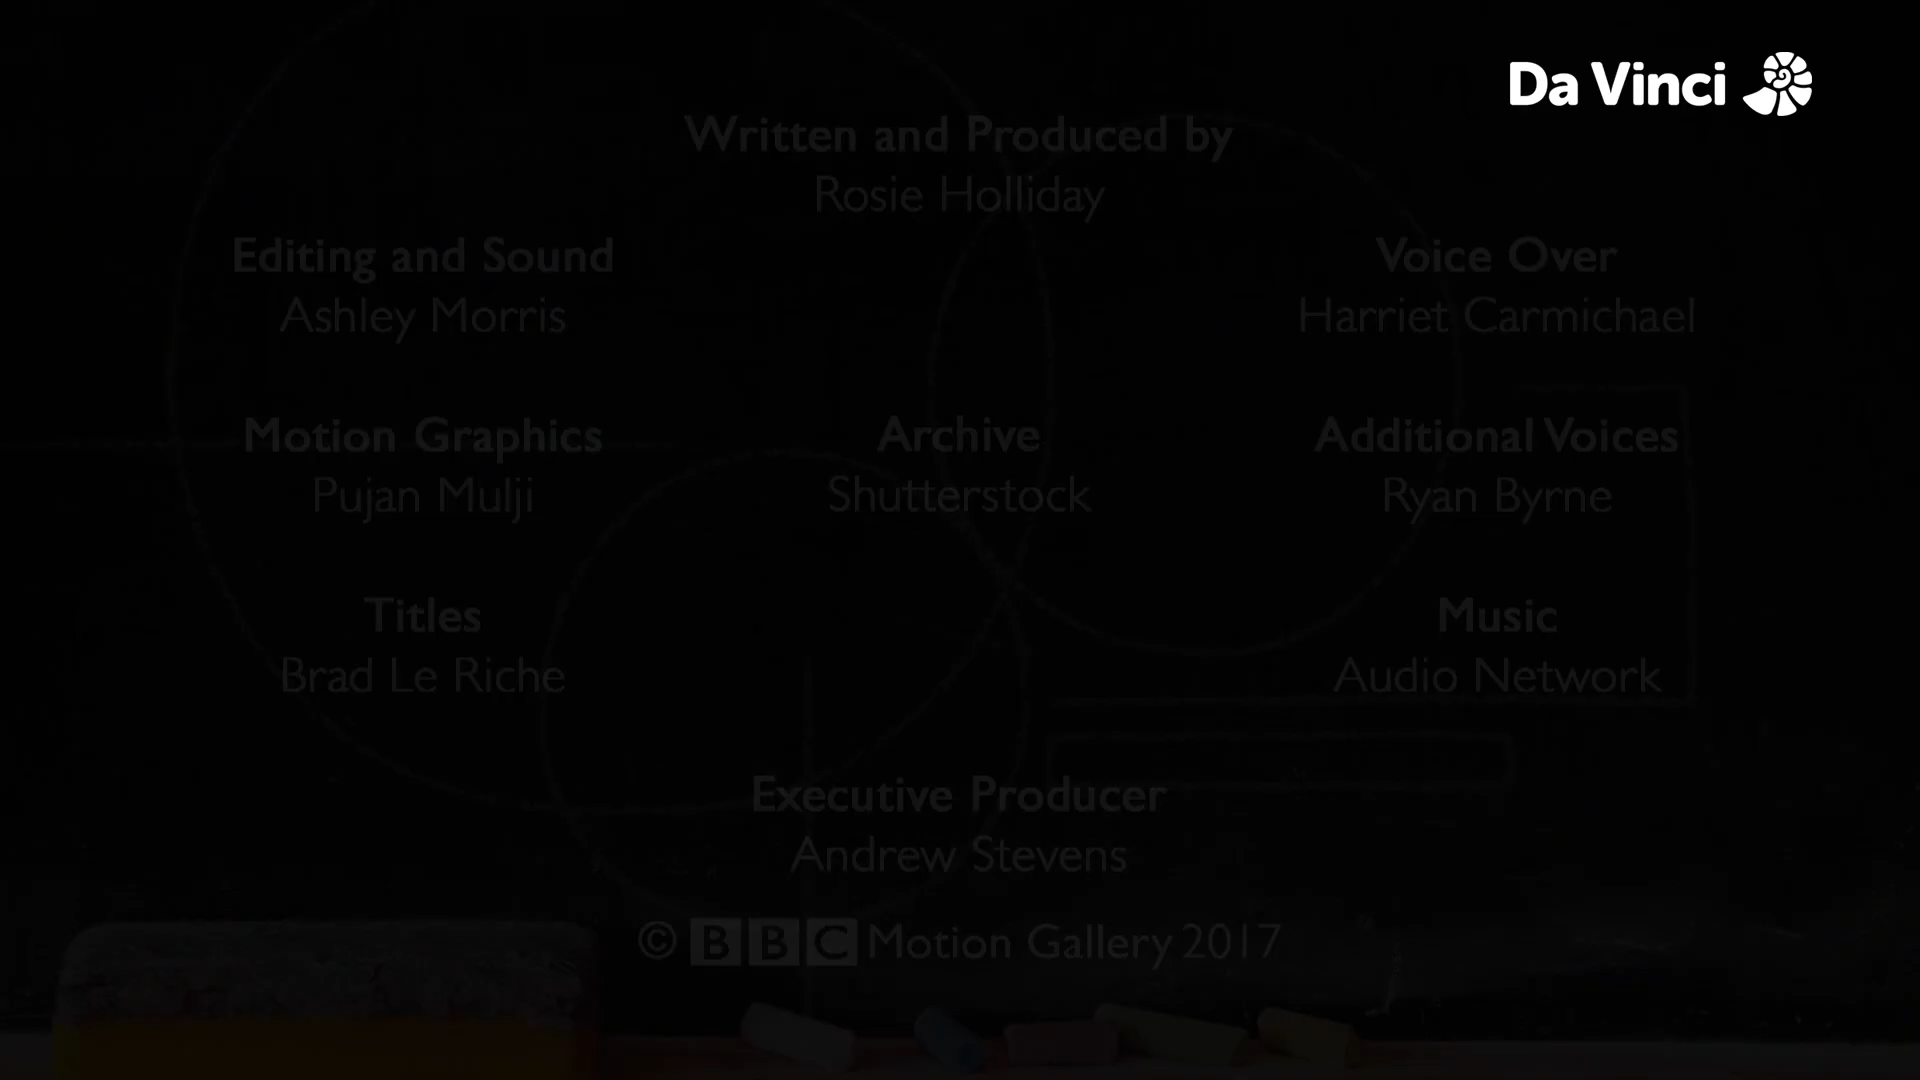 Da Vinci
Written and Produced by
Rosie Holliday
Editing and Sound
Ashley Morris
Voice Over
Harriet Carmichael
Motion Graphics
Pujan Mulji
Archive
Shutterstock
Additional Voices
Ryan Byrne
Titles
Brad Le Riche
Music
Audio Network
Executive Producer
Andrew Stevens
© BBC Motion Gallery 2017